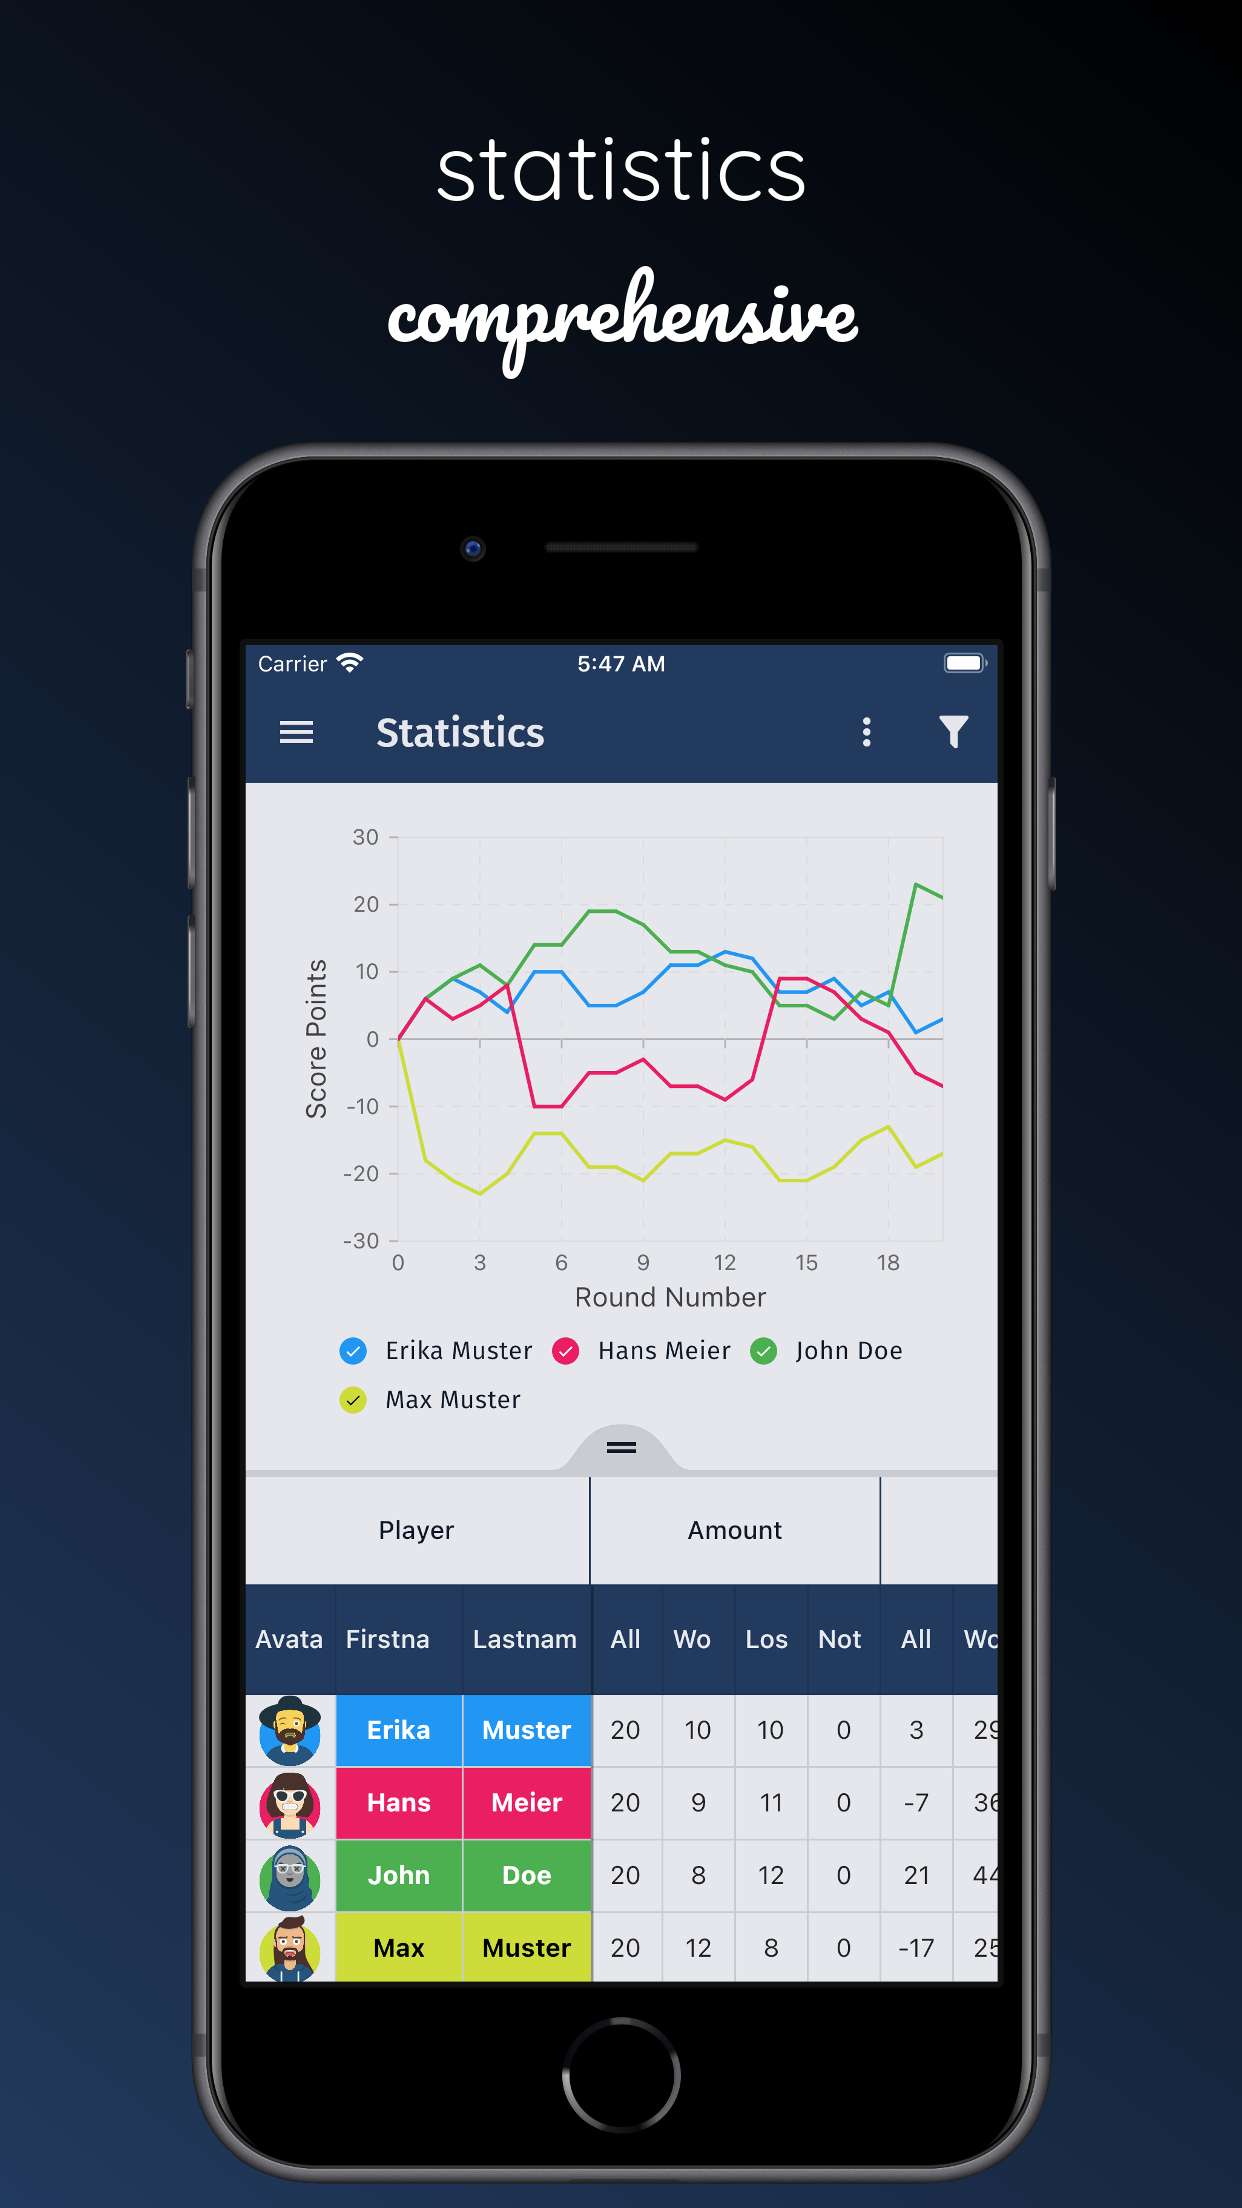 statistics
comprehensive
Carrier 5:47 AM
Statistics
30
20
10
0
-10
-20
-30
Score Points
0 3 6 9 12 15 18
Round Number
Erika Muster Hans Meier John Doe
Max Muster
Player Amount
Avata Firstna Lastnam All Wo Los Not All Wo
Erika Muster 20 10 10 0 3 29
Hans Meier 20 9 11 0 -7 36
John Doe 20 8 12 0 21 44
Max Muster 20 12 8 0 -17 25